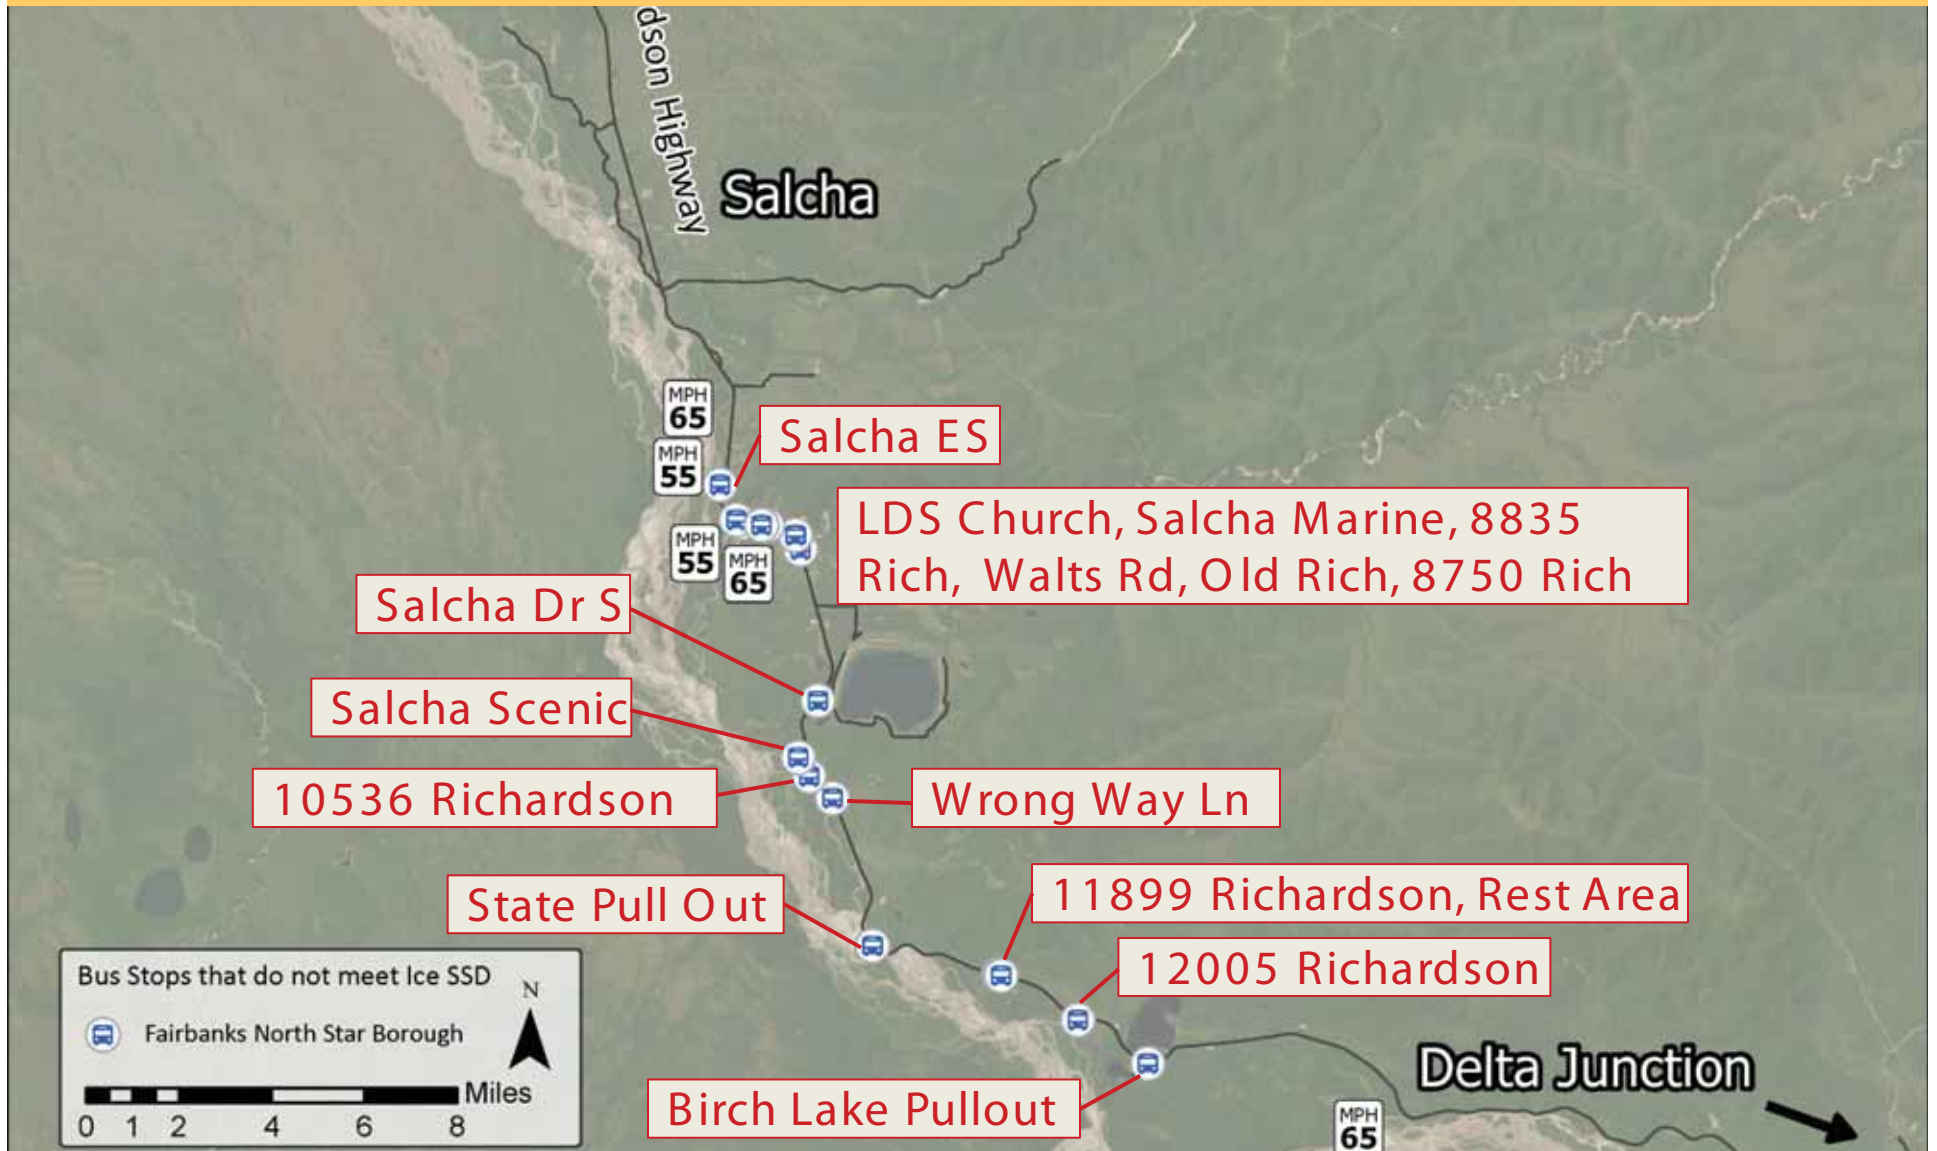 dson Highway
Salcha
MPH
65
MPH
55
Salcha ES
MPH
55
MPH
65
LDS Church, Salcha Marine, 8835
Rich, Walts Rd, Old Rich, 8750 Rich
Salcha Dr S
Salcha Scenic
10536 Richardson
Wrong Way Ln
State Pull Out
11899 Richardson, Rest Area
12005 Richardson
Birch Lake Pullout
Delta Junction
MPH
65
Bus Stops that do not meet Ice SSD
N
Fairbanks North Star Borough
Miles
0 1 2 4 6 8